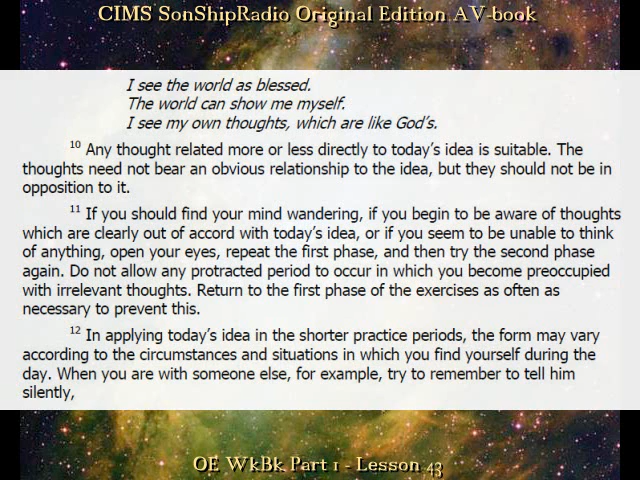 CIMS SonShipRadio Original Edition AV-book
I see the world as blessed.
The world can show me myself.
I see my own thoughts, which are like God's.
10 Any thought related more or less directly to today's idea is suitable. The
thoughts need not bear an obvious relationship to the idea, but they should not be in
opposition to it.
11 If you should find your mind wandering, if you begin to be aware of thoughts
which are clearly out of accord with today's idea, or if you seem to be unable to think
of anything, open your eyes, repeat the first phase, and then try the second phase
again. Do not allow any protracted period to occur in which you become preoccupied
with irrelevant thoughts. Return to the first phase of the exercises as often as
necessary to prevent this.
12 In applying today's idea in the shorter practice periods, the form may vary
according to the circumstances and situations in which you find yourself during the
day. When you are with someone else, for example, try to remember to tell him
silently,
OE WkBk Part 1 - Lesson 43